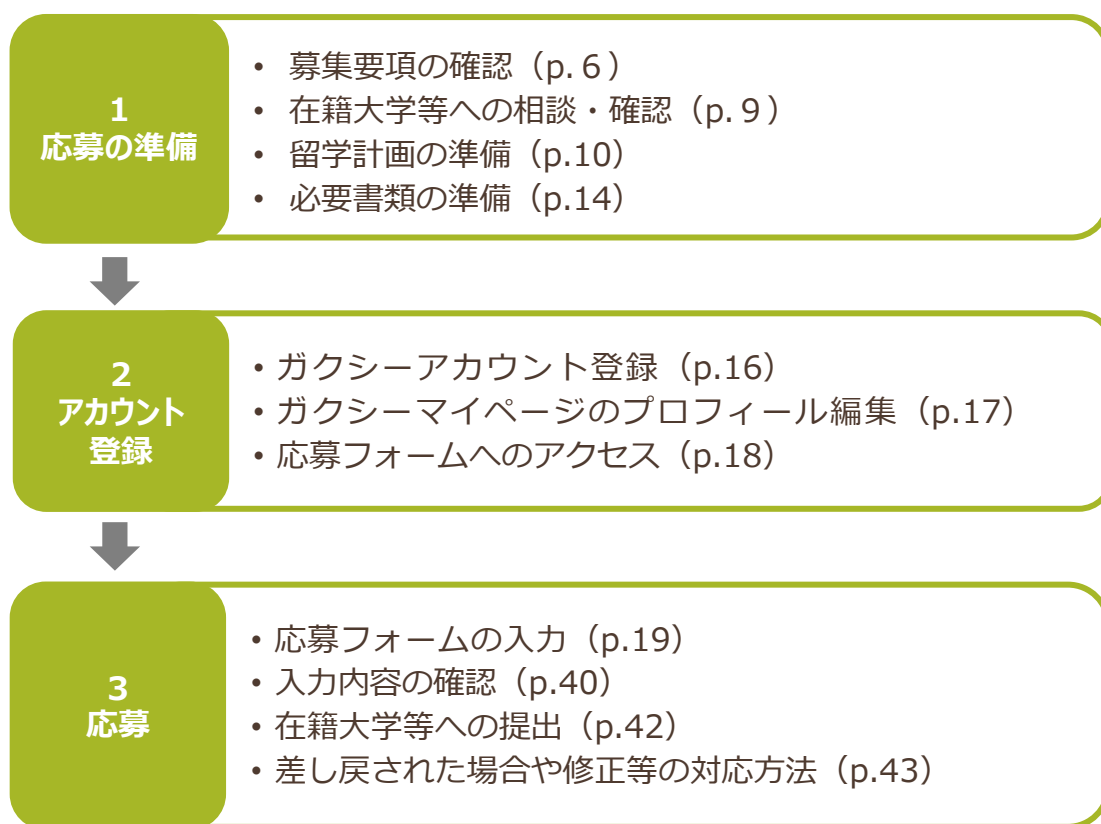 1
応募の準備
• 募集要項の確認（p.６）
• 在籍大学等への相談・確認（p.９）
• 留学計画の準備（p.10）
• 必要書類の準備（p.14）
2
アカウント
登録
• ガクシーアカウント登録（p.16）
• ガクシーマイページのプロフィール編集（p.17）
• 応募フォームへのアクセス（p.18）
3
応募
• 応募フォームの入力（p.19）
• 入力内容の確認（p.40）
• 在籍大学等への提出（p.42）
• 差し戻された場合や修正等の対応方法（p.43）